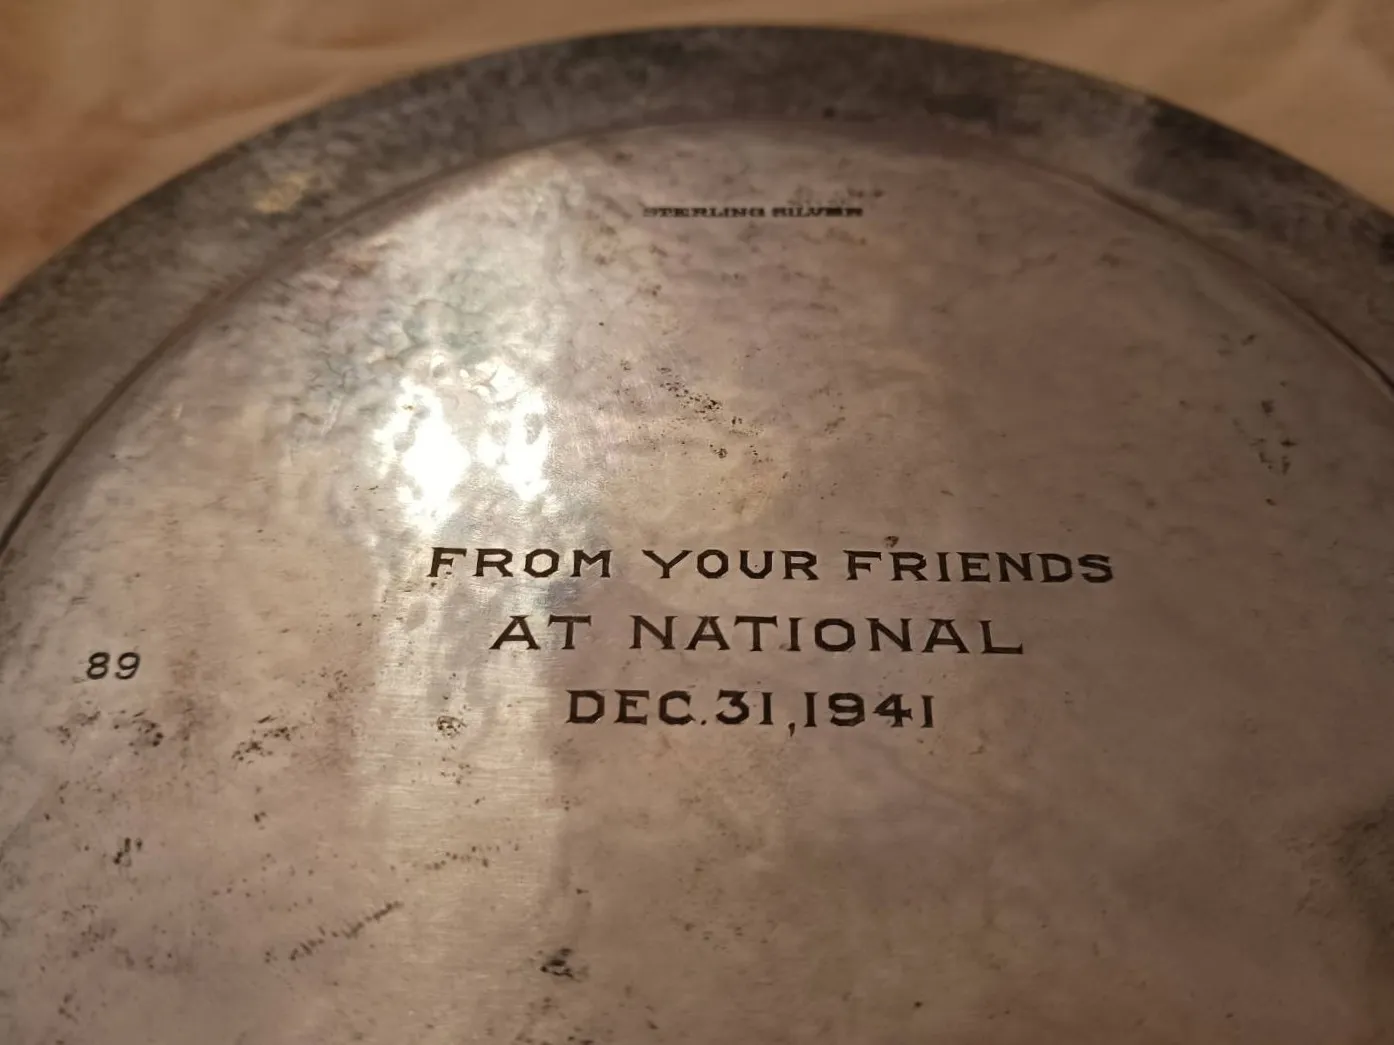 STERLING SILVER
FROM YOUR FRIENDS
AT NATIONAL
89
DEC.31,1941